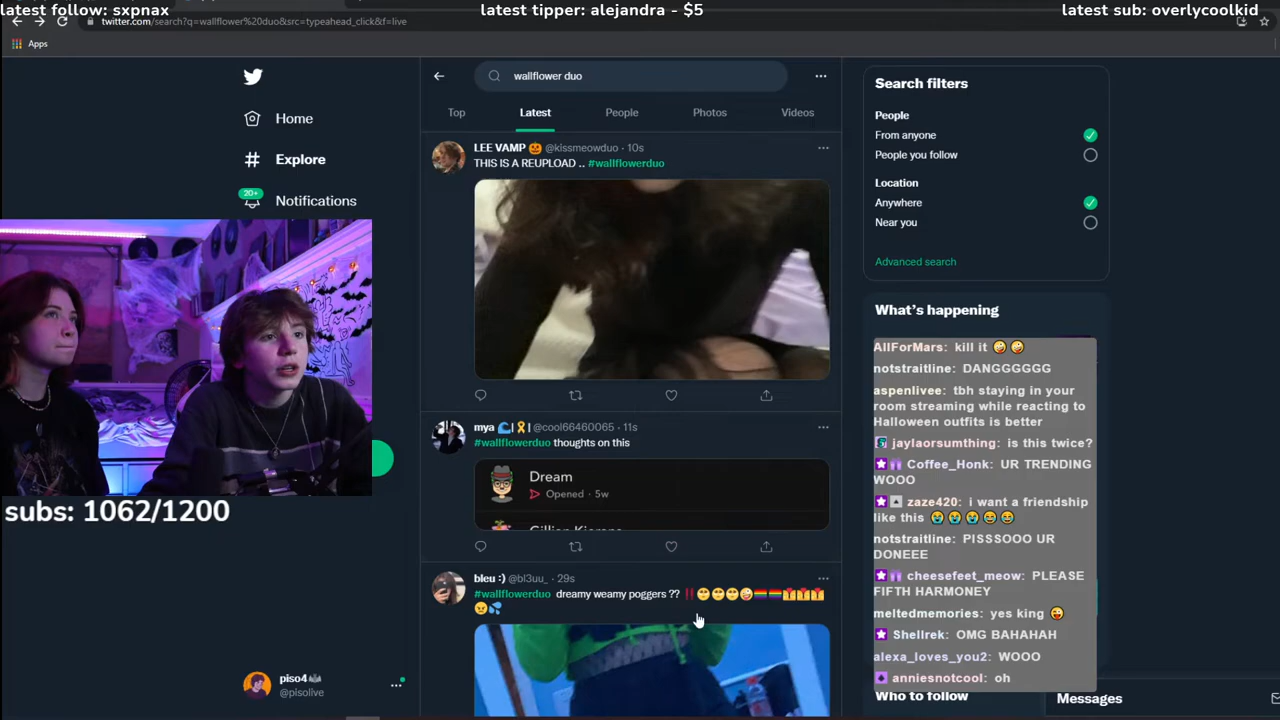 latest follow: sxpnax
latest tipper: alejandra - $5
latest sub: overlycoolkid
twitter.com/search?q=wallflower%20duo&src=typeahead_click&f=live
Apps
wallflower duo
Top
Latest
People
Photos
Videos
Home
Explore
20+
Notifications
subs: 1062/1200
piso4
@pisolive
LEE VAMP 🎃 @kissmeowduo · 10s
THIS IS A REUPLOAD .. #wallflowerduo
mya 🌊| 🎗| @cool66460065 · 11s
#wallflowerduo thoughts on this
Dream
Opened · 5w
bleu :) @bl3uu_ · 29s
#wallflowerduo dreamy weamy poggers ?? ‼️🙄🙄🙄🤪🏳️‍🌈🏳️‍🌈
😠💦
Search filters
People
From anyone
People you follow
Location
Anywhere
Near you
Advanced search
What's happening
AllForMars: kill it 🤪 🤪
notstraitline: DANGGGGGG
aspenlivee: tbh staying in your
room streaming while reacting to
Halloween outfits is better
jaylaorsumthing: is this twice?
Coffee_Honk: UR TRENDING
WOOO
zaze420: i want a friendship
like this 😭 😭 😭 😅 😅
notstraitline: PISSSOOO UR
DONEEE
cheesefeet_meow: PLEASE
FIFTH HARMONEY
meltedmemories: yes king 😜
Shellrek: OMG BAHAHAH
alexa_loves_you2: WOOO
anniesnotcool: oh
Who to follow
Messages